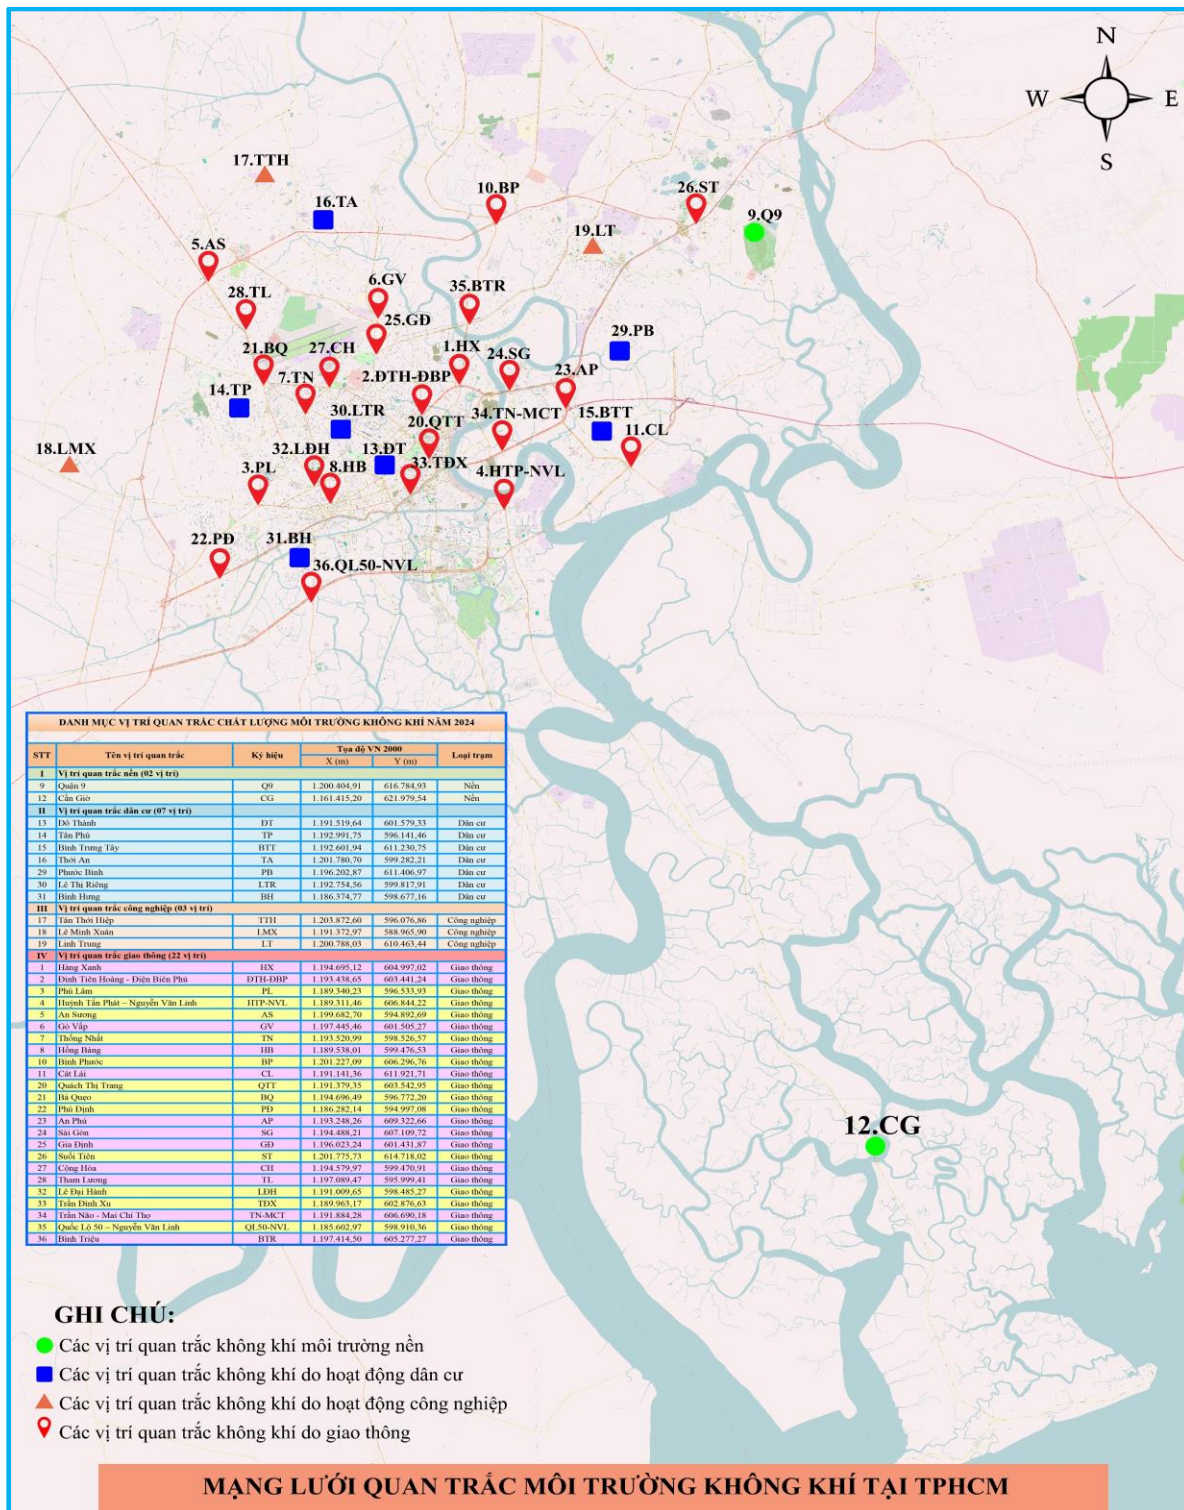 N
W E
S
17.TTH
16.TA
10.BP
26.ST
9.Q9
19.LT
5.AS
6.GV
35.BTR
28.TL
25.GĐ
29.PB
21.BQ
27.CH
1.HX
24.SG
7.TN
2.ĐTH-ĐBP
23.AP
14.TP
30.LTR
34.TN-MCT
15.BTT
20.QTT
11.CL
18.LMX
32.LĐH
13.ĐT
3.PL
8.HB
33.TĐX
4.HTP-NVL
22.PĐ
31.BH
36.QL50-NVL
12.CG
DANH MỤC VỊ TRÍ QUAN TRẮC CHẤT LƯỢNG MÔI TRƯỜNG KHÔNG KHÍ NĂM 2024
STT Tên vị trí quan trắc Ký hiệu Tọa độ VN 2000 Loại trạm
X (m) Y (m)
I Vị trí quan trắc nền (02 vị trí)
9 Quận 9 Q9 1.200.404,91 616.784,93 Nền
12 Cần Giờ CG 1.161.415,20 621.979,54 Nền
II Vị trí quan trắc dân cư (07 vị trí)
13 Đô Thành ĐT 1.191.519,64 601.579,33 Dân cư
14 Tân Phú TP 1.192.991,75 596.141,46 Dân cư
15 Bình Trưng Tây BTT 1.192.601,94 611.230,75 Dân cư
16 Thới An TA 1.201.780,70 599.282,21 Dân cư
29 Phước Bình PB 1.196.202,87 611.406,97 Dân cư
30 Lê Thị Riêng LTR 1.192.754,56 599.817,91 Dân cư
31 Bình Hưng BH 1.186.374,77 598.677,16 Dân cư
III Vị trí quan trắc công nghiệp (03 vị trí)
17 Tân Thới Hiệp TTH 1.203.872,60 596.076,86 Công nghiệp
18 Lê Minh Xuân LMX 1.191.372,97 588.965,90 Công nghiệp
19 Linh Trung LT 1.200.788,03 610.463,44 Công nghiệp
IV Vị trí quan trắc giao thông (22 vị trí)
1 Hàng Xanh HX 1.194.695,12 604.997,02 Giao thông
2 Đinh Tiên Hoàng - Điện Biên Phủ ĐTH-ĐBP 1.193.438,65 603.441,24 Giao thông
3 Phú Lâm PL 1.189.340,23 596.533,93 Giao thông
4 Huỳnh Tấn Phát – Nguyễn Văn Linh HTP-NVL 1.189.311,46 606.844,22 Giao thông
5 An Sương AS 1.199.682,70 594.892,69 Giao thông
6 Gò Vấp GV 1.197.445,46 601.505,27 Giao thông
7 Thống Nhất TN 1.193.520,99 598.526,57 Giao thông
8 Hồng Bàng HB 1.189.538,01 599.476,53 Giao thông
10 Bình Phước BP 1.201.227,09 606.296,76 Giao thông
11 Cát Lái CL 1.191.141,36 611.921,71 Giao thông
20 Quách Thị Trang QTT 1.191.379,35 603.542,95 Giao thông
21 Bà Quẹo BQ 1.194.696,49 596.772,20 Giao thông
22 Phú Định PĐ 1.186.282,14 594.997,08 Giao thông
23 An Phú AP 1.193.248,26 609.322,66 Giao thông
24 Sài Gòn SG 1.194.488,21 607.109,72 Giao thông
25 Gia Định GĐ 1.196.023,24 601.431,87 Giao thông
26 Suối Tiên ST 1.201.775,73 614.718,02 Giao thông
27 Cộng Hòa CH 1.194.579,97 599.470,91 Giao thông
28 Tham Lương TL 1.197.089,47 595.999,41 Giao thông
32 Lê Đại Hành LĐH 1.191.009,65 598.485,27 Giao thông
33 Trần Đình Xu TĐX 1.189.963,17 602.876,63 Giao thông
34 Trần Não - Mai Chí Thọ TN-MCT 1.191.884,28 606.690,18 Giao thông
35 Quốc Lộ 50 – Nguyễn Văn Linh QL50-NVL 1.185.602,97 598.910,36 Giao thông
36 Bình Triệu BTR 1.197.414,50 605.277,27 Giao thông
GHI CHÚ:
Các vị trí quan trắc không khí môi trường nền
Các vị trí quan trắc không khí do hoạt động dân cư
Các vị trí quan trắc không khí do hoạt động công nghiệp
Các vị trí quan trắc không khí do giao thông
MẠNG LƯỚI QUAN TRẮC MÔI TRƯỜNG KHÔNG KHÍ TẠI TPHCM